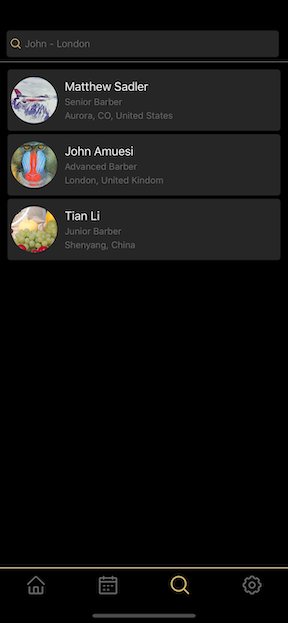 John - London
Matthew Sadler
Senior Barber
Aurora, CO, United States
John Amuesi
Advanced Barber
London, United Kindom
Tian Li
Junior Barber
Shenyang, China